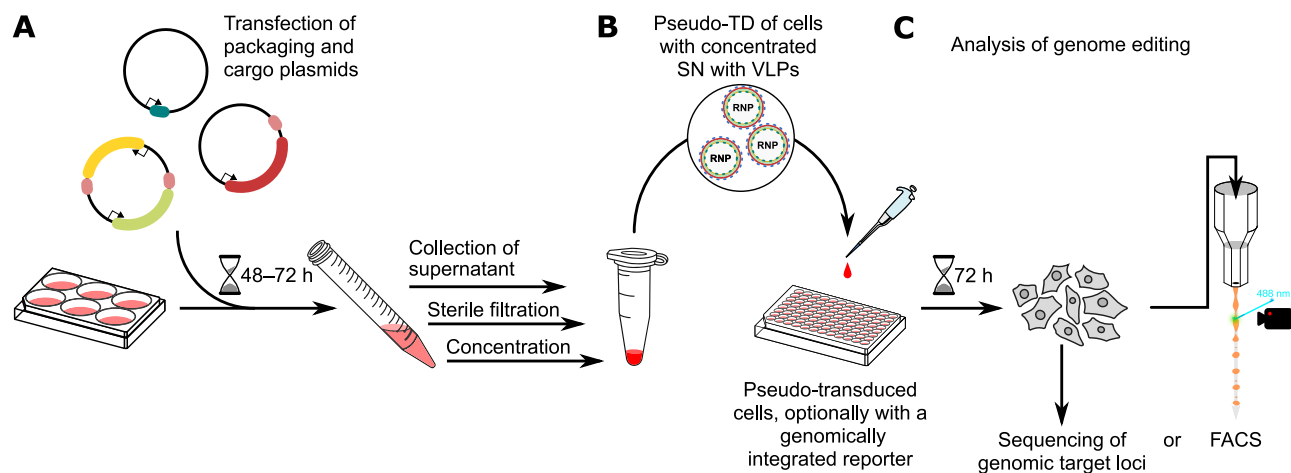 A
Transfection of
packaging and
cargo plasmids
48–72 h
Collection of
supernatant
Sterile filtration
Concentration
B
Pseudo-TD of cells
with concentrated
SN with VLPs
RNP
RNP
RNP
Pseudo-transduced
cells, optionally with a
genomically
integrated reporter
C
Analysis of genome editing
72 h
488 nm
Sequencing of
genomic target loci
or
FACS